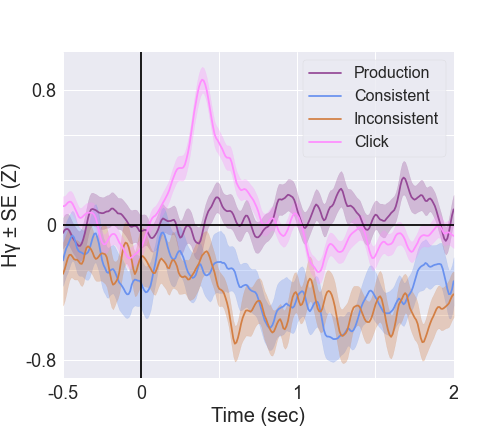 Production
Consistent
Inconsistent
Click
0.8
0
-0.8
Hγ ± SE (Z)
-0.5
0
1
2
Time (sec)